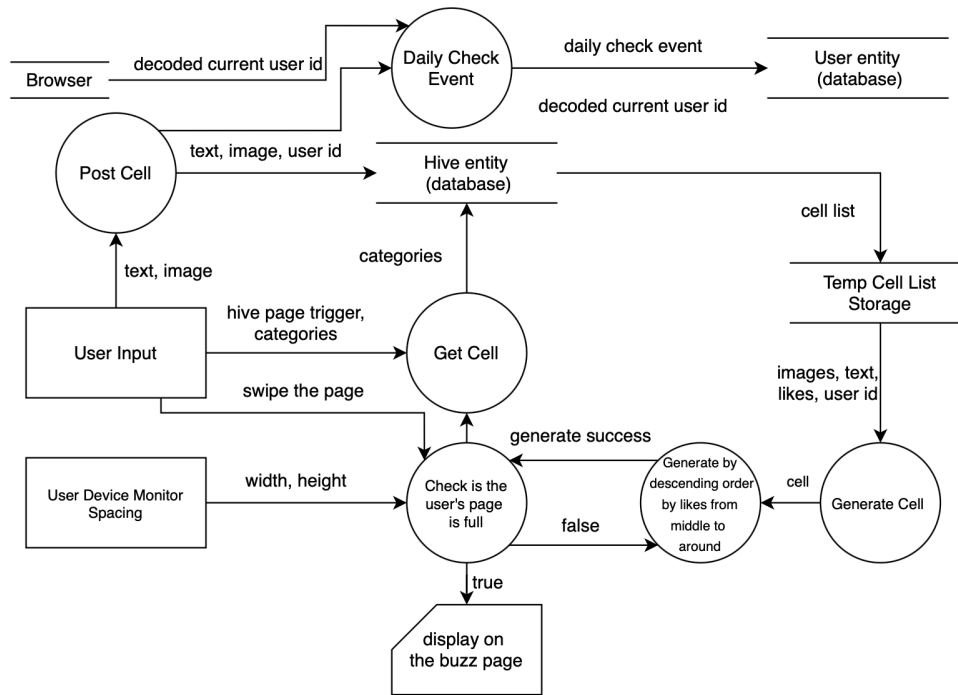 decoded current user id
Browser
Daily Check
Event
daily check event
decoded current user id
User entity
(database)
Post Cell
text, image, user id
Hive entity
(database)
cell list
text, image
categories
Temp Cell List
Storage
User Input
hive page trigger,
categories
Get Cell
images, text,
likes, user id
swipe the page
generate success
User Device Monitor
Spacing
width, height
Check is the
user's page
is full
false
Generate by
descending order
by likes from
middle to
around
cell
Generate Cell
true
display on
the buzz page